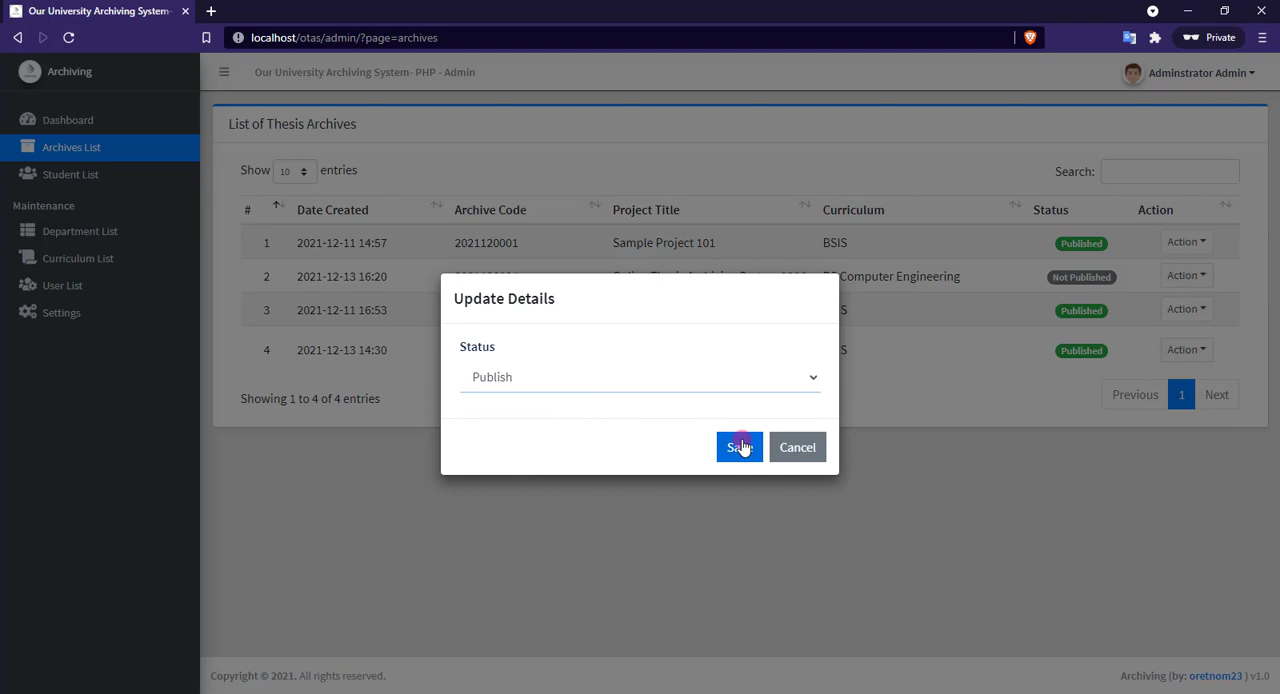 Our University Archiving System-
localhost/otas/admin/?page=archives
Private
Archiving
Our University Archiving System- PHP - Admin
Adminstrator Admin
Dashboard
Archives List
Student List
Maintenance
Department List
Curriculum List
User List
Settings
List of Thesis Archives
Show 10 entries
Search:
# Date Created Archive Code Project Title Curriculum Status Action
1 2021-12-11 14:57 2021120001 Sample Project 101 BSIS Published Action
2 2021-12-13 16:20 Computer Engineering Not Published Action
3 2021-12-11 16:53 Published Action
4 2021-12-13 14:30 Published Action
Showing 1 to 4 of 4 entries
Previous 1 Next
Update Details
Status
Publish
Cancel
Copyright © 2021. All rights reserved.
Archiving (by: oretnom23 ) v1.0